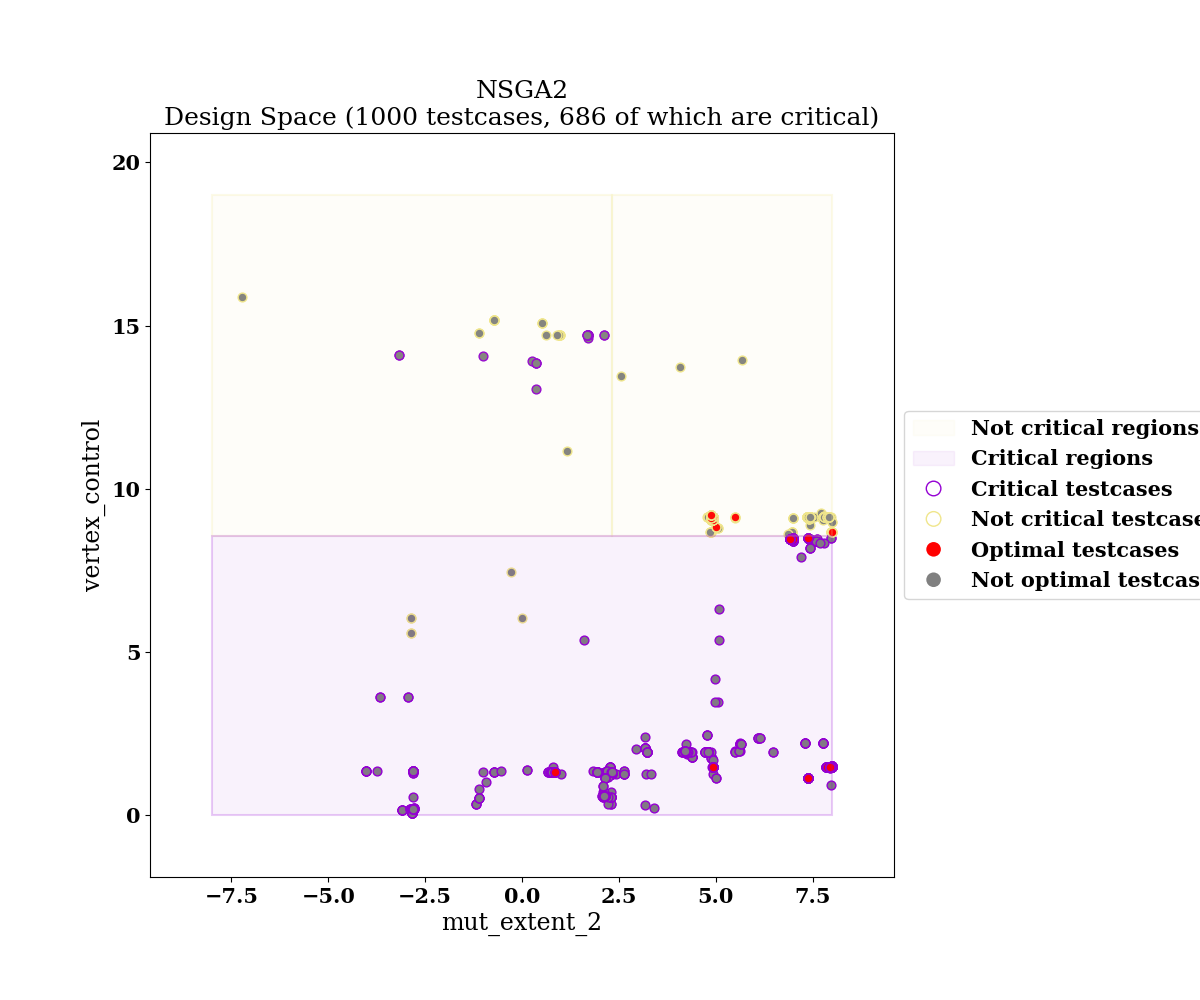 NSGA2
Design Space (1000 testcases, 686 of which are critical)
20
15
10
5
0
vertex_control
−7.5 −5.0 −2.5 0.0 2.5 5.0 7.5
mut_extent_2
Not critical regions
Critical regions
Critical testcases
Not critical testcase
Optimal testcases
Not optimal testcas